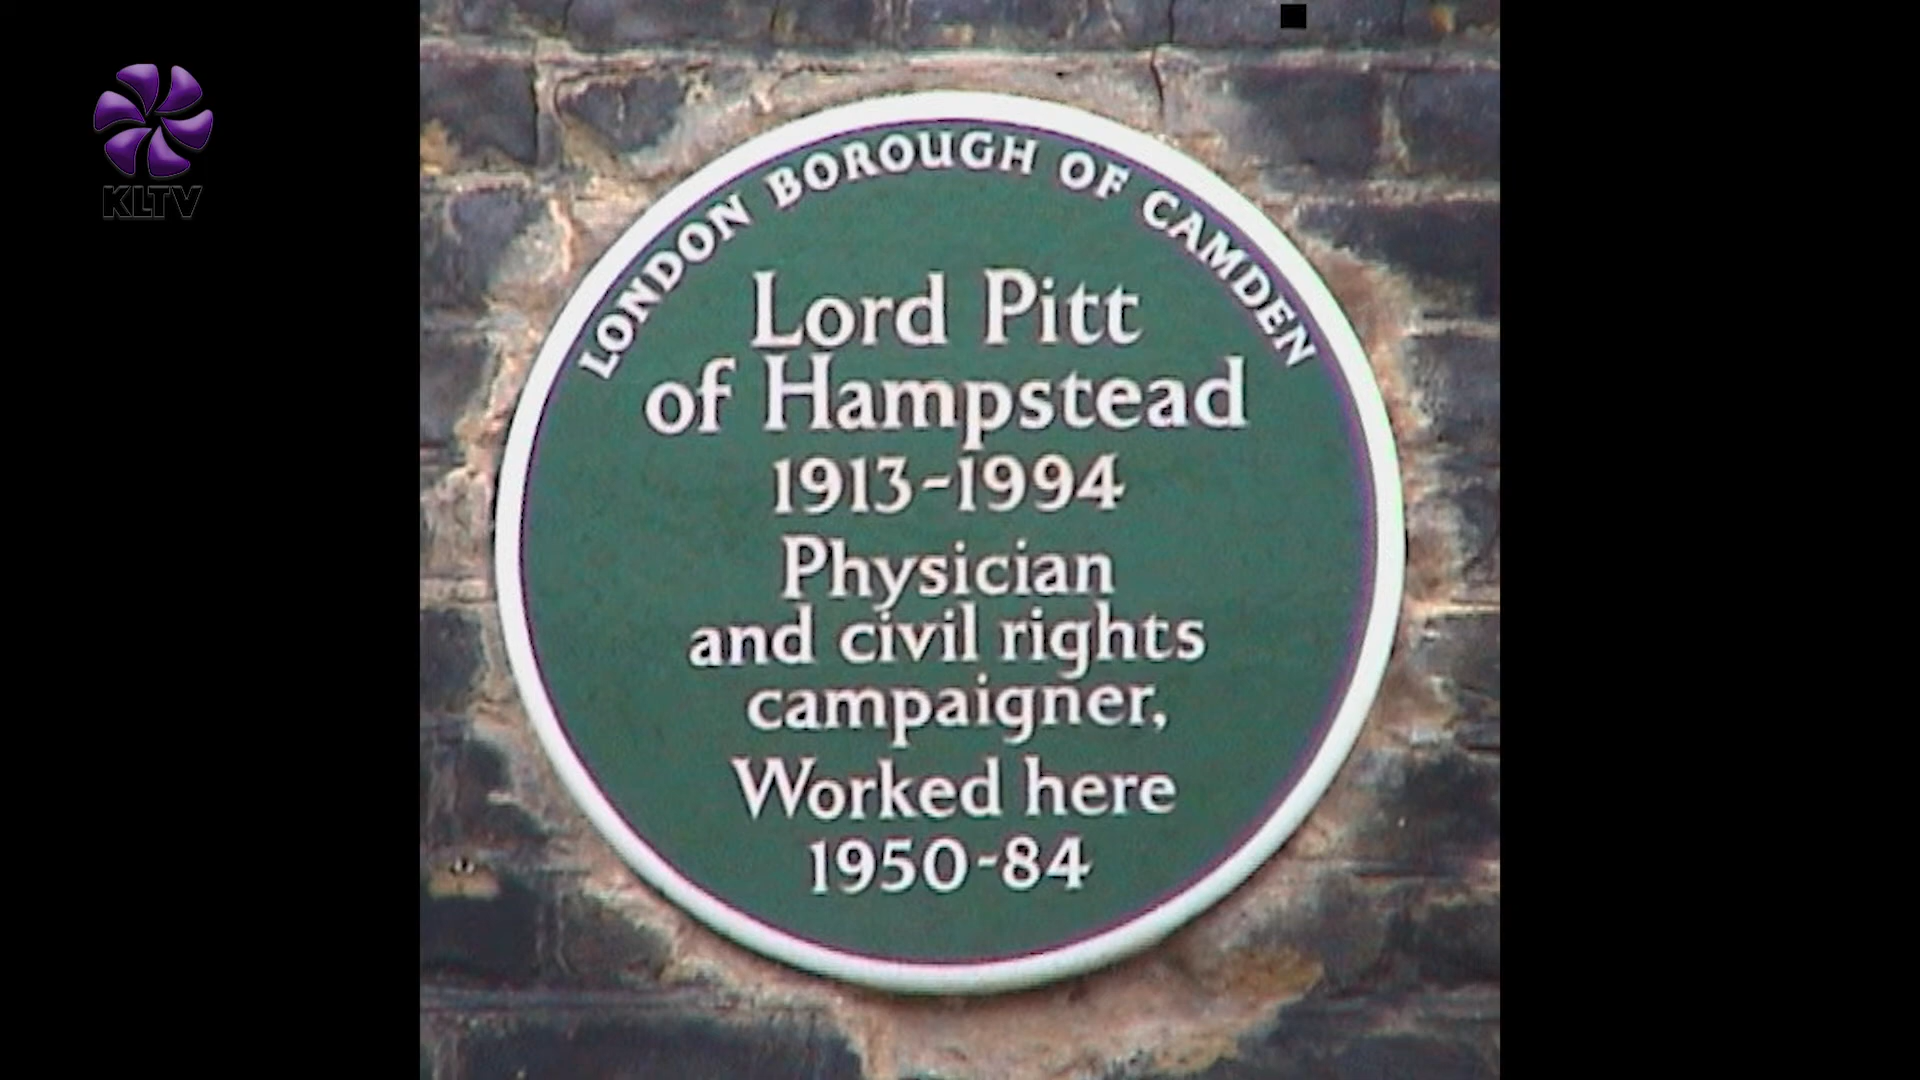 KLTV
LONDON BOROUGH OF CAMDEN
Lord Pitt
of Hampstead
1913-1994
Physician
and civil rights
campaigner,
Worked here
1950-84